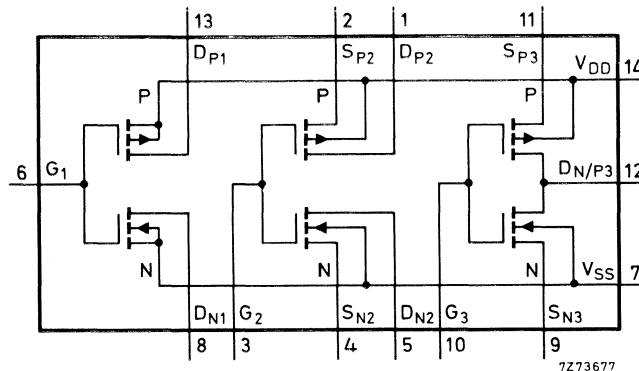 13 2 1 11
D_P1 S_P2 D_P2 S_P3 V_DD 14
P P P
6 G_1 D_N/P3 12
N N N V_SS 7
D_N1 G_2 S_N2 D_N2 G_3 S_N3
8 3 4 5 10 9
7Z73677